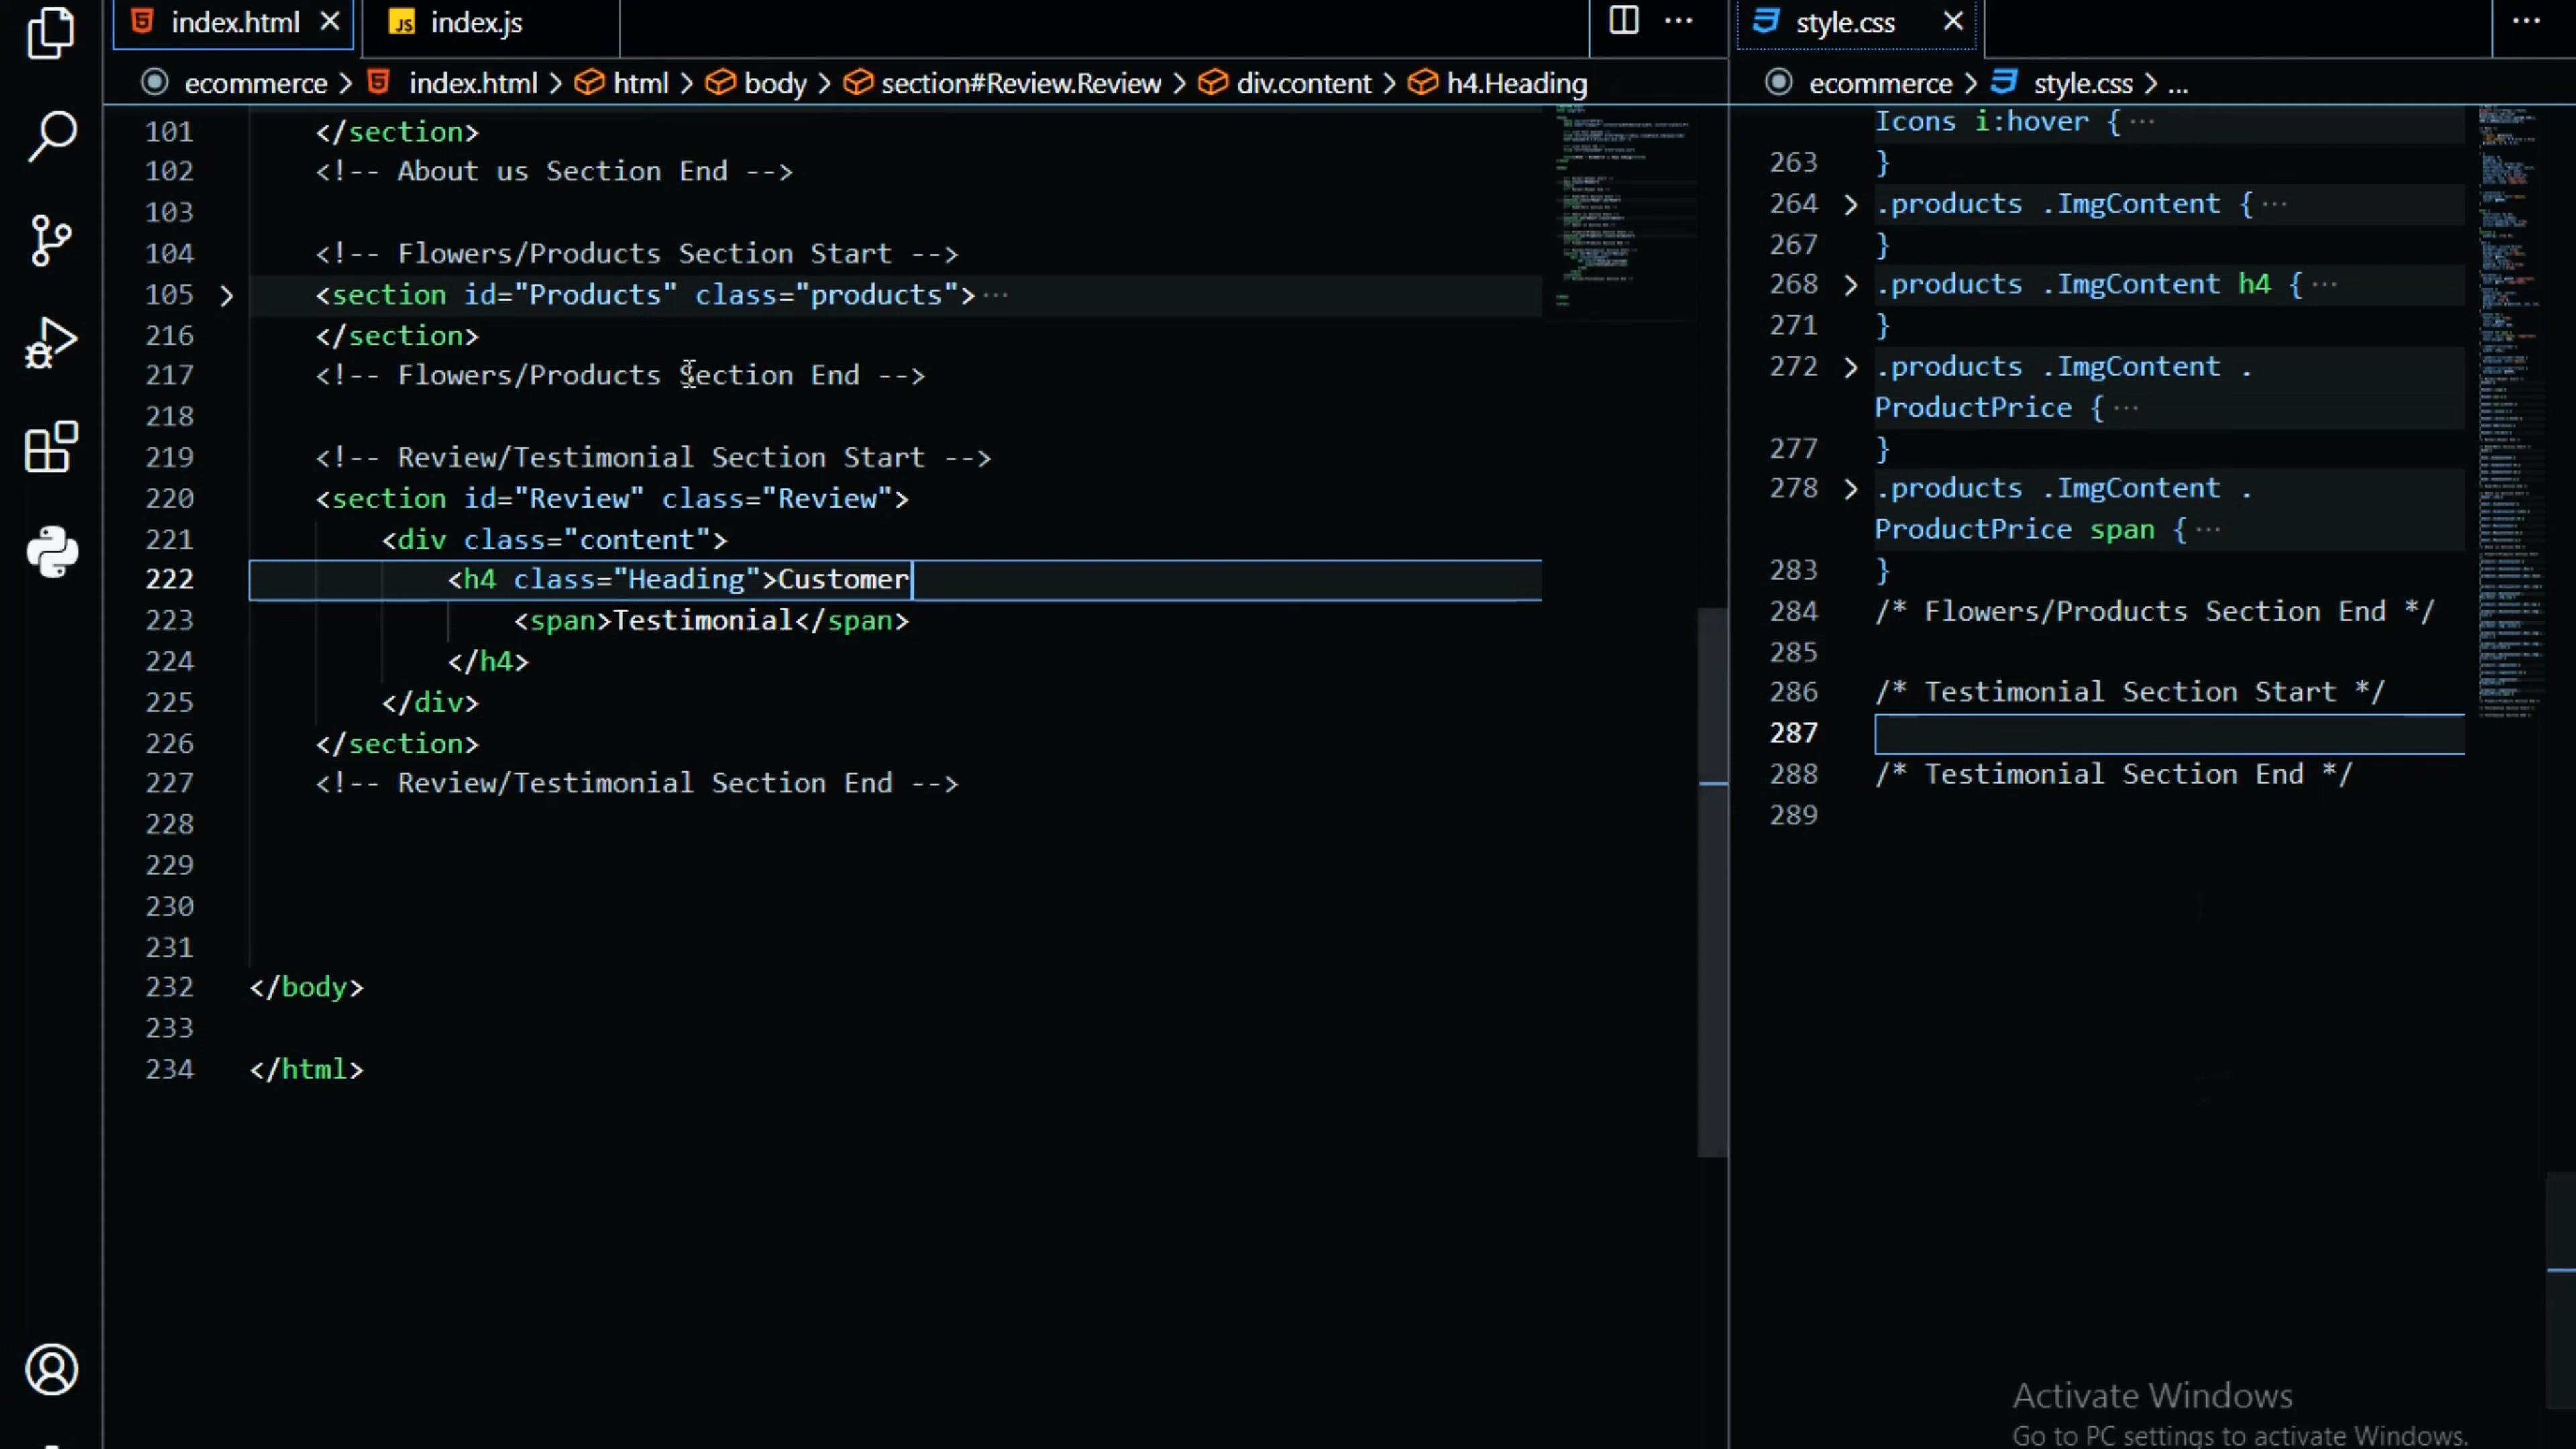 index.html
index.js
ecommerce > index.html > html > body > section#Review.Review > div.content > h4.Heading
101 </section>
102 <!-- About us Section End -->
103
104 <!-- Flowers/Products Section Start -->
105 <section id="Products" class="products">···
216 </section>
217 <!-- Flowers/Products Section End -->
218
219 <!-- Review/Testimonial Section Start -->
220 <section id="Review" class="Review">
221 <div class="content">
222 <h4 class="Heading">Customer
223 <span>Testimonial</span>
224 </h4>
225 </div>
226 </section>
227 <!-- Review/Testimonial Section End -->
228
229
230
231
232 </body>
233
234 </html>
style.css
ecommerce > style.css > ...
Icons i:hover {···
263 }
264 .products .ImgContent {···
267 }
268 .products .ImgContent h4 {···
271 }
272 .products .ImgContent .
ProductPrice {···
277 }
278 .products .ImgContent .
ProductPrice span {···
283 }
284 /* Flowers/Products Section End */
285
286 /* Testimonial Section Start */
287
288 /* Testimonial Section End */
289
Activate Windows
Go to PC settings to activate Windows.